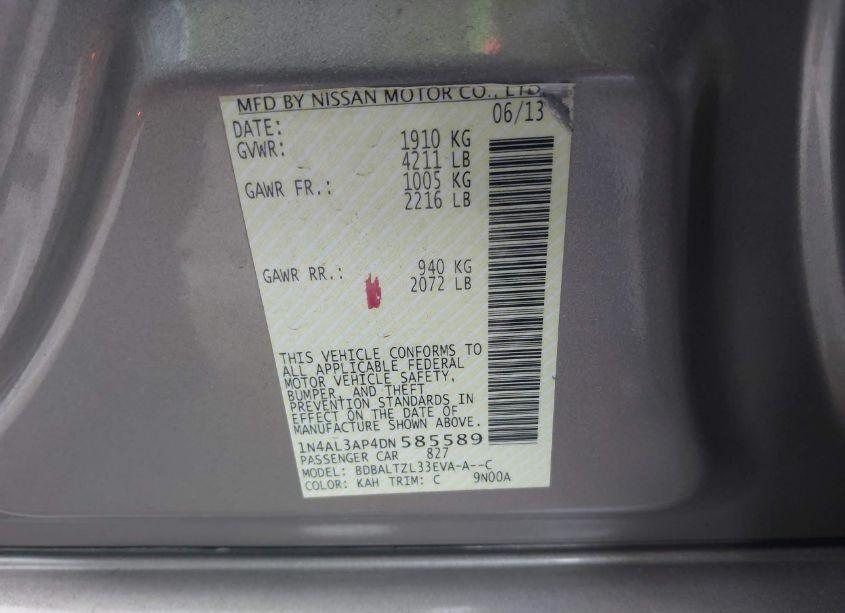 MFD BY NISSAN MOTOR CO., LTD.
DATE: 06/13
GVWR: 1910 KG
4211 LB
GAWR FR.: 1005 KG
2216 LB
GAWR RR.: 940 KG
2072 LB
THIS VEHICLE CONFORMS TO
ALL APPLICABLE FEDERAL
MOTOR VEHICLE SAFETY,
BUMPER, AND THEFT
PREVENTION STANDARDS IN
EFFECT ON THE DATE OF
MANUFACTURE SHOWN ABOVE.
1N4AL3AP4DN585589
PASSENGER CAR 827
MODEL: BDBALTZL33EVA-A--C
COLOR: KAH TRIM: C 9N00A